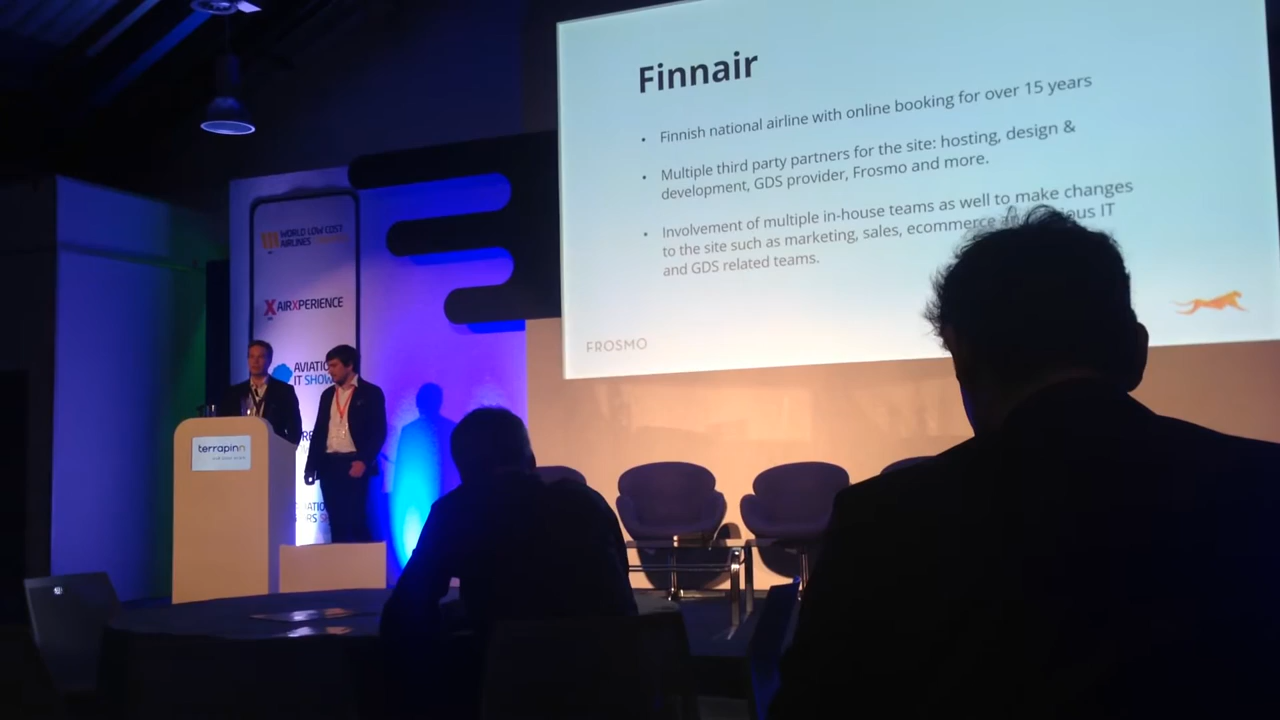 Finnair
• Finnish national airline with online booking for over 15 years
• Multiple third party partners for the site: hosting, design &
development, GDS provider, Frosmo and more.
• Involvement of multiple in-house teams as well to make changes
to the site such as marketing, sales, ecommerce IT
and GDS related teams.
FROSMO
WORLD LOW COST
AIRLINES
AIRXPERIENCE
AVIATIO
IT SHOW
terrapinn